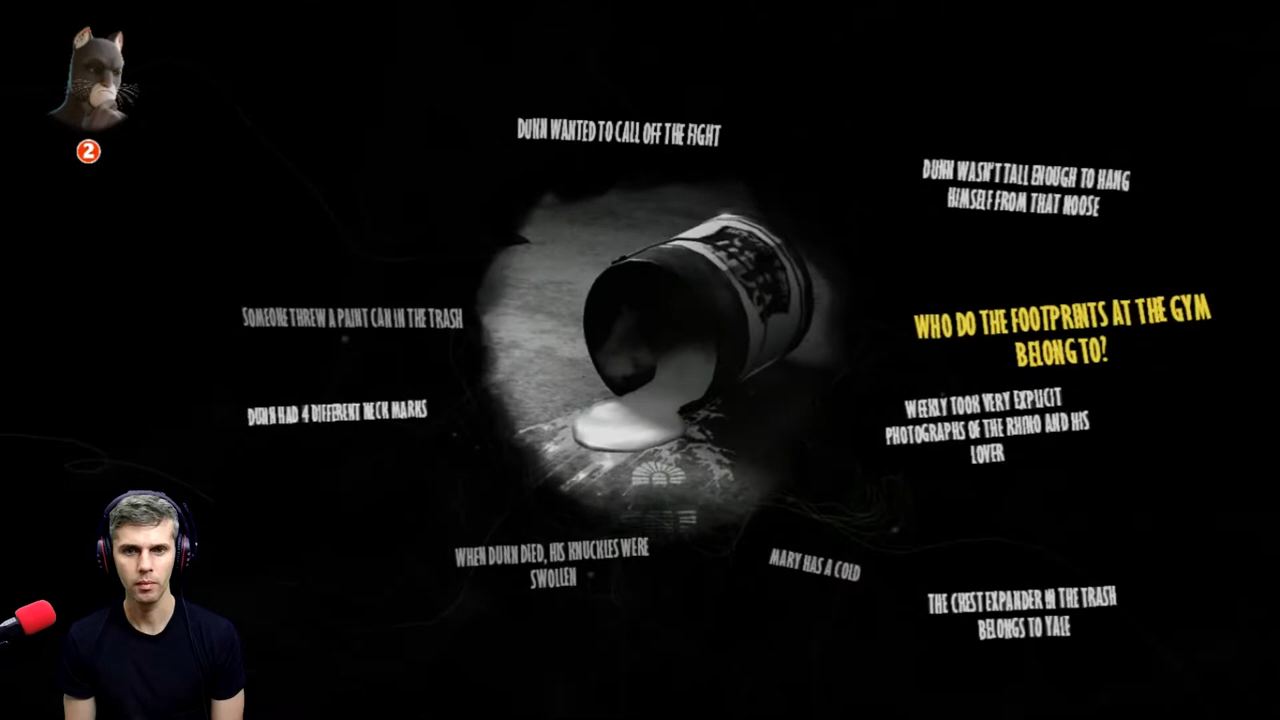 2
DUNN WANTED TO CALL OFF THE FIGHT
DUNN WASN'T TALL ENOUGH TO HANG
HIMSELF FROM THAT NOOSE
SOMEONE THREW A PAINT CAN IN THE TRASH
WHO DO THE FOOTPRINTS AT THE GYM
BELONG TO?
DUNN HAD 4 DIFFERENT NECK MARKS
WEEKLY TOOK VERY EXPLICIT
PHOTOGRAPHS OF THE RHINO AND HIS
LOVER
WHEN DUNN DIED, HIS KNUCKLES WERE
SWOLLEN
MARY HAS A COLD
THE CHEST EXPANDER IN THE TRASH
BELONGS TO YALE